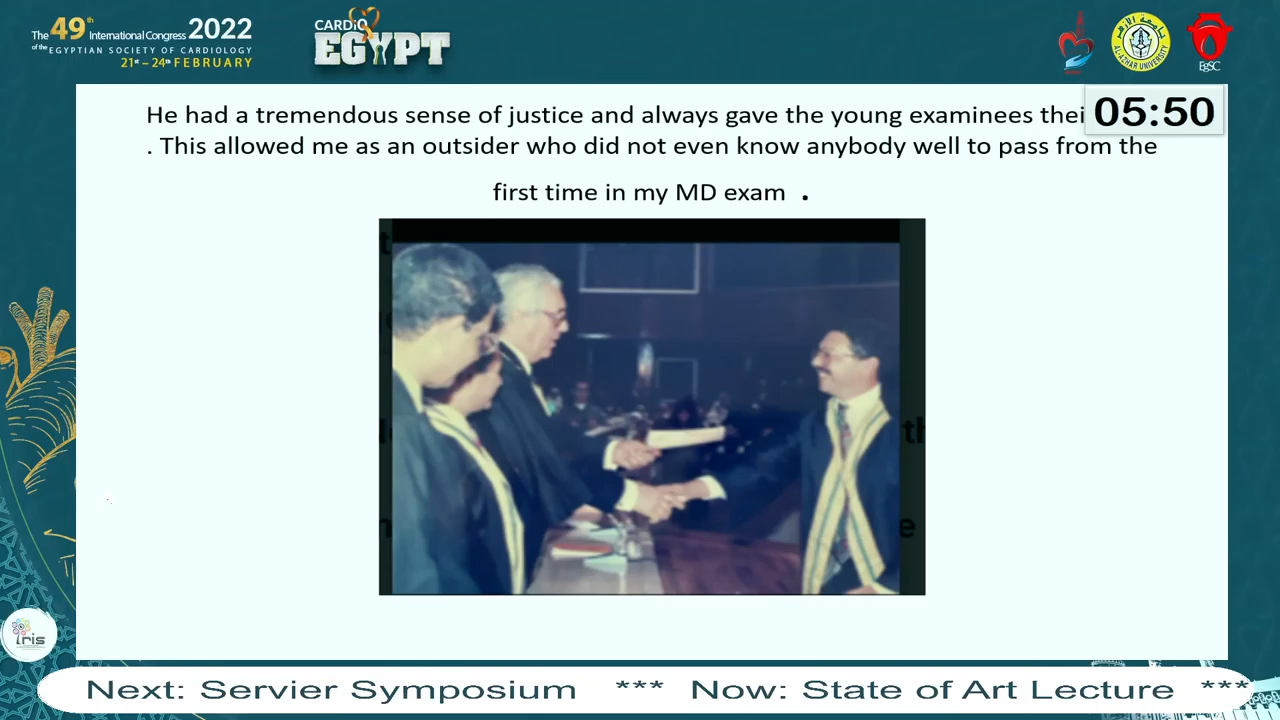 The 49th International Congress 2022
of the EGYPTIAN SOCIETY OF CARDIOLOGY
21st – 24th FEBRUARY
CARDiO
EGYPT
AL-AZHAR UNIVERSITY
EgSC
05:50
He had a tremendous sense of justice and always gave the young examinees
. This allowed me as an outsider who did not even know anybody well to pass from the
first time in my MD exam .
iris
Next: Servier Symposium *** Now: State of Art Lecture ***